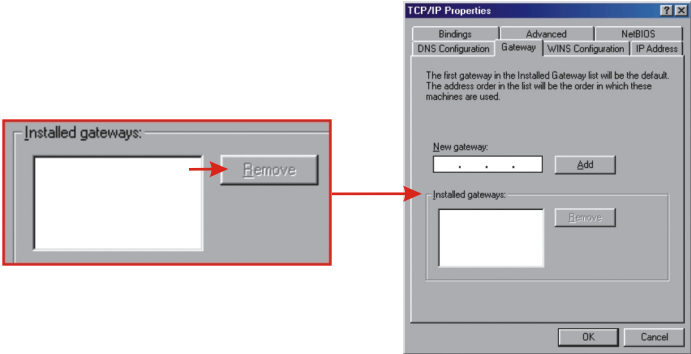 Installed gateways:
Remove
TCP/IP Properties
Bindings Advanced NetBIOS
DNS Configuration Gateway WINS Configuration IP Address
The first gateway in the Installed Gateway list will be the default.
The address order in the list will be the order in which these
machines are used.
New gateway:
. . .
Add
Installed gateways:
Remove
OK Cancel